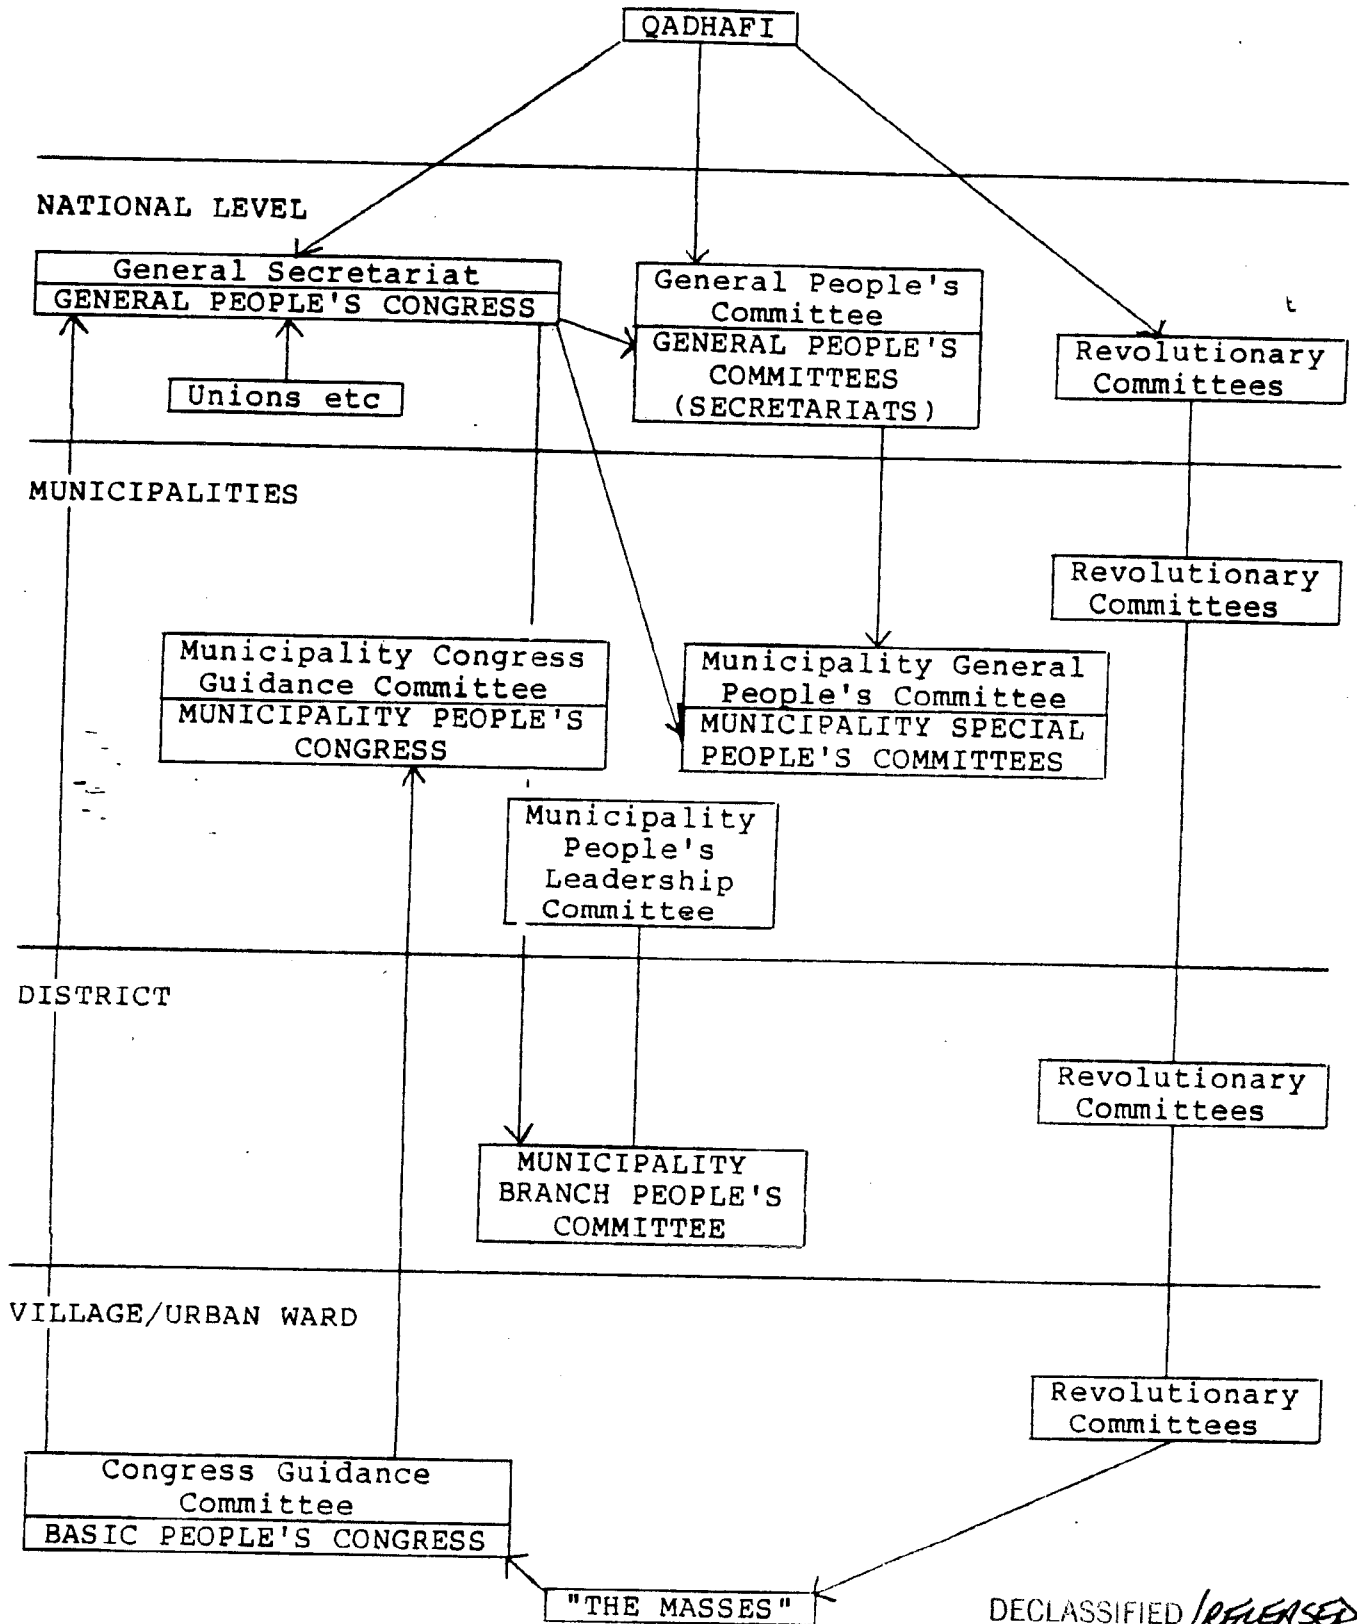 QADHAFI
NATIONAL LEVEL
General Secretariat
GENERAL PEOPLE'S CONGRESS
Unions etc
General People's
Committee
GENERAL PEOPLE'S
COMMITTEES
(SECRETARIATS)
Revolutionary
Committees
MUNICIPALITIES
Revolutionary
Committees
Municipality Congress
Guidance Committee
MUNICIPALITY PEOPLE'S
CONGRESS
Municipality General
People's Committee
MUNICIPALITY SPECIAL
PEOPLE'S COMMITTEES
Municipality
People's
Leadership
Committee
DISTRICT
Revolutionary
Committees
MUNICIPALITY
BRANCH PEOPLE'S
COMMITTEE
VILLAGE/URBAN WARD
Revolutionary
Committees
Congress Guidance
Committee
BASIC PEOPLE'S CONGRESS
"THE MASSES"
DECLASSIFIED / RELEASED